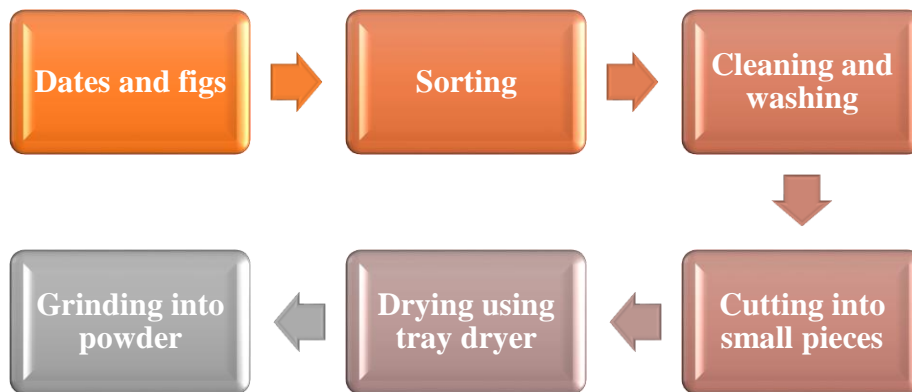 Dates and figs
Sorting
Cleaning and
washing
Cutting into
small pieces
Drying using
tray dryer
Grinding into
powder